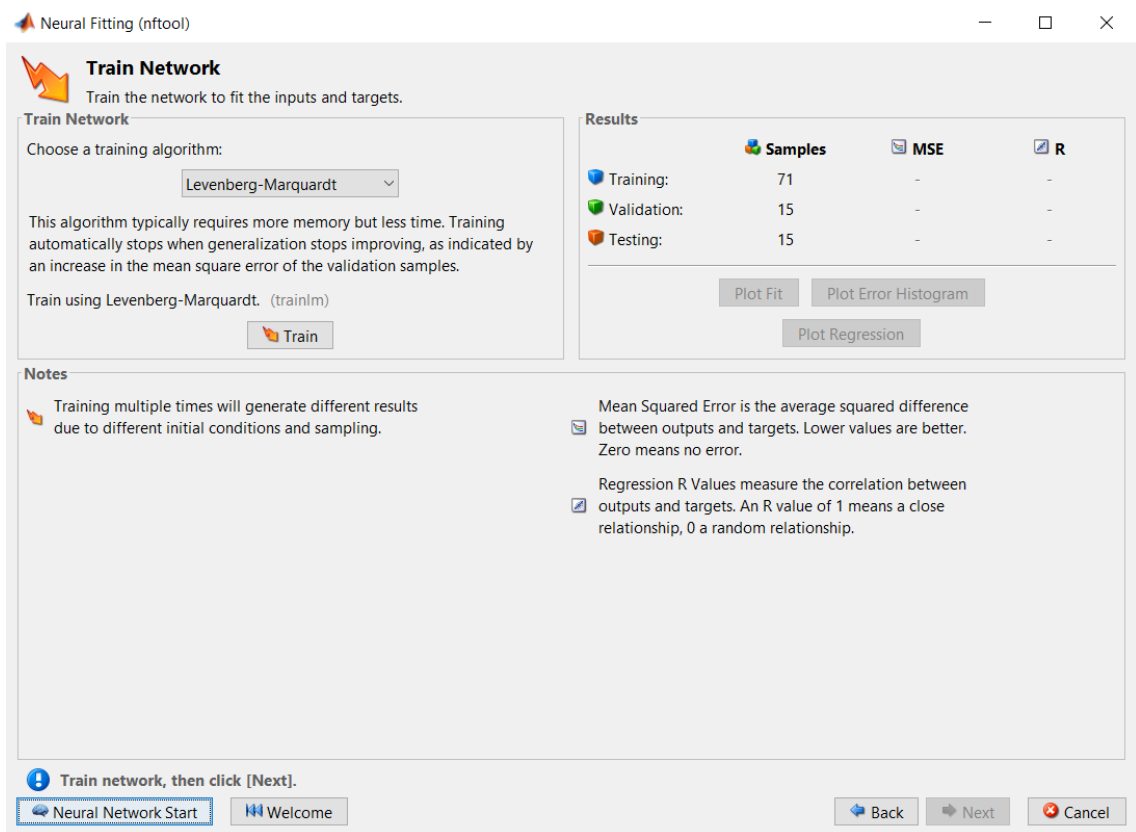 Neural Fitting (nftool)
Train Network
Train the network to fit the inputs and targets.
Train Network
Choose a training algorithm:
Levenberg-Marquardt
This algorithm typically requires more memory but less time. Training
automatically stops when generalization stops improving, as indicated by
an increase in the mean square error of the validation samples.
Train using Levenberg-Marquardt. (trainlm)
Train
Results
Samples MSE R
Training: 71 - -
Validation: 15 - -
Testing: 15 - -
Plot Fit Plot Error Histogram
Plot Regression
Notes
Training multiple times will generate different results
due to different initial conditions and sampling.
Mean Squared Error is the average squared difference
between outputs and targets. Lower values are better.
Zero means no error.
Regression R Values measure the correlation between
outputs and targets. An R value of 1 means a close
relationship, 0 a random relationship.
Train network, then click [Next].
Neural Network Start Welcome Back Next Cancel